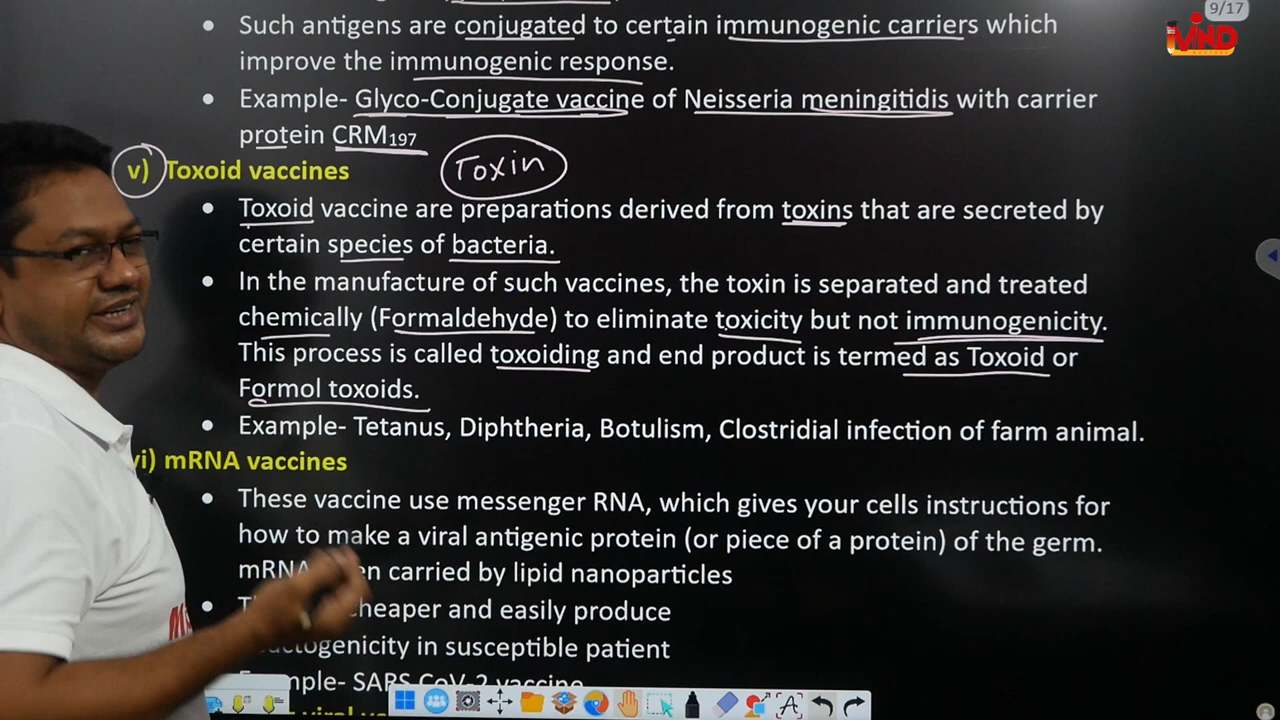 9/17
MIND
Such antigens are conjugated to certain immunogenic carriers which
improve the immunogenic response.
Example- Glyco-Conjugate vaccine of Neisseria meningitidis with carrier
protein CRM197
Toxin
v) Toxoid vaccines
Toxoid vaccine are preparations derived from toxins that are secreted by
certain species of bacteria.
In the manufacture of such vaccines, the toxin is separated and treated
chemically (Formaldehyde) to eliminate toxicity but not immunogenicity.
This process is called toxoiding and end product is termed as Toxoid or
Formol toxoids.
Example- Tetanus, Diphtheria, Botulism, Clostridial infection of farm animal.
vi) mRNA vaccines
These vaccine use messenger RNA, which gives your cells instructions for
how to make a viral antigenic protein (or piece of a protein) of the germ.
mRNA carried by lipid nanoparticles
cheaper and easily produce
in susceptible patient
SARS CoV-2 vaccine